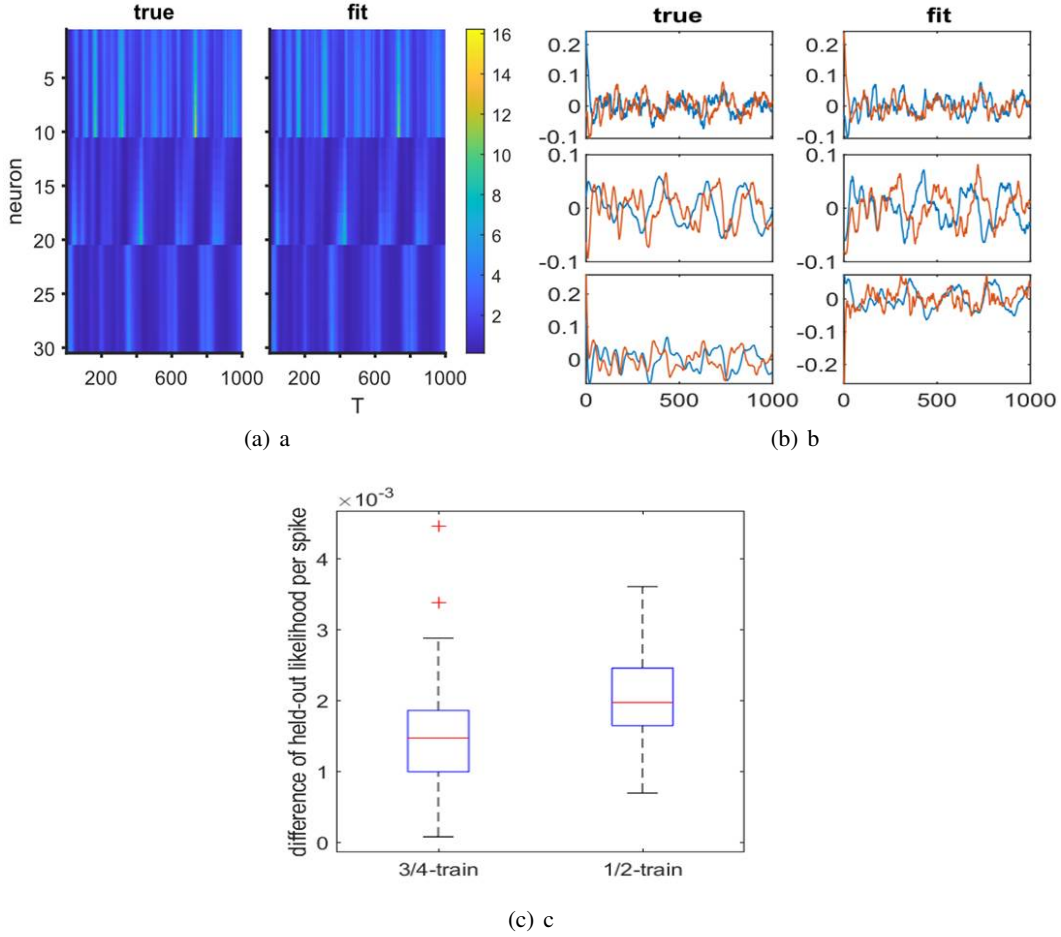 true fit
16
14
12
10
8
6
4
2
neuron
5
10
15
20
25
30
200 600 1000 200 600 1000
T
(a) a
true fit
0.2 0.2
0.1 0.1
0 0
-0.1 -0.1
0.1 0.1
0 0
-0.1 -0.1
0.2 0.1
0.1 0
0 -0.1
-0.2
0 500 1000 0 500 1000
(b) b
×10-3
difference of held-out likelihood per spike
4
3
2
1
0
3/4-train 1/2-train
(c) c